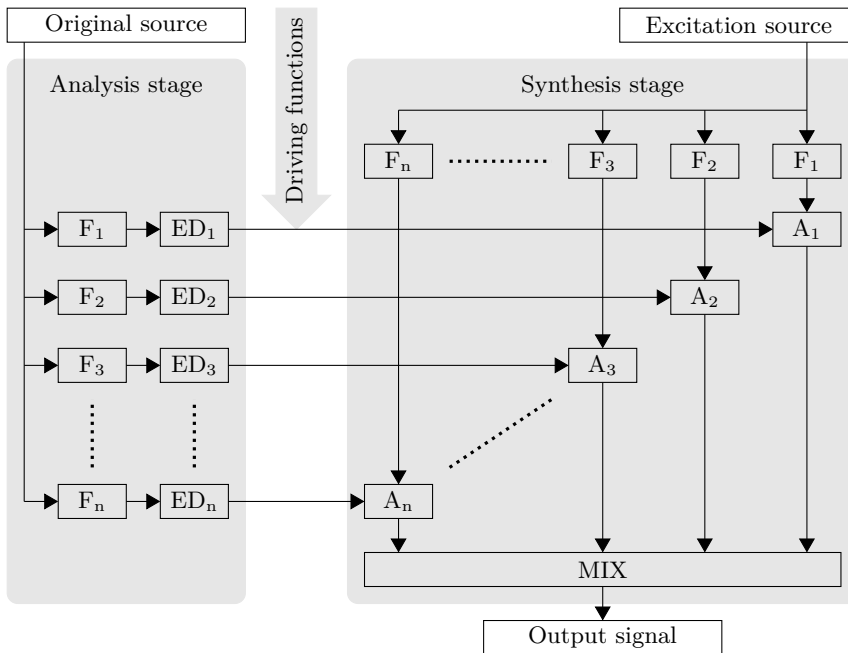 Original source
Excitation source
Analysis stage
Driving functions
Synthesis stage
Fₙ
F₃
F₂
F₁
F₁
ED₁
A₁
F₂
ED₂
A₂
F₃
ED₃
A₃
Fₙ
EDₙ
Aₙ
MIX
Output signal